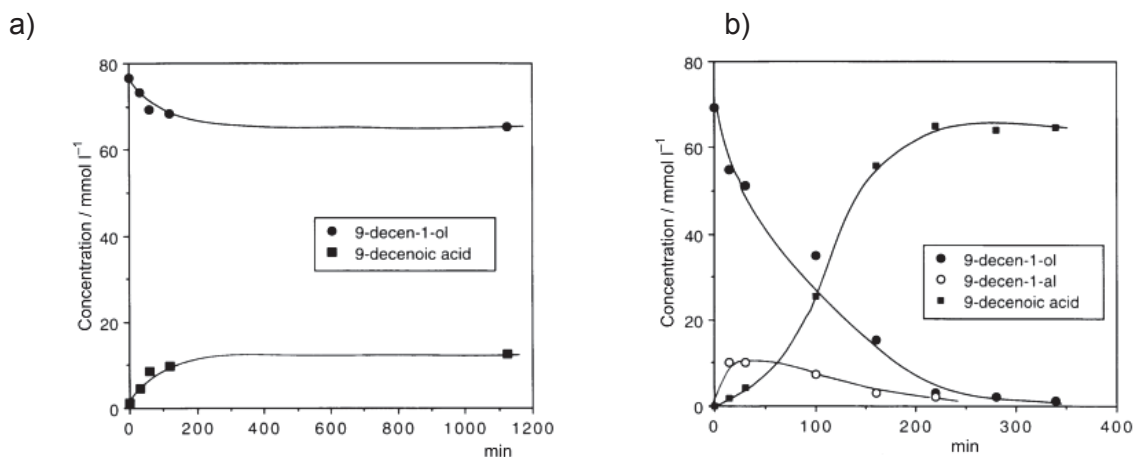 a)
Concentration / mmol l⁻¹
80
60
40
20
0
9-decen-1-ol
9-decenoic acid
0 200 400 600 800 1000 1200
min
b)
Concentration / mmol l⁻¹
80
60
40
20
0
9-decen-1-ol
9-decen-1-al
9-decenoic acid
0 100 200 300 400
min